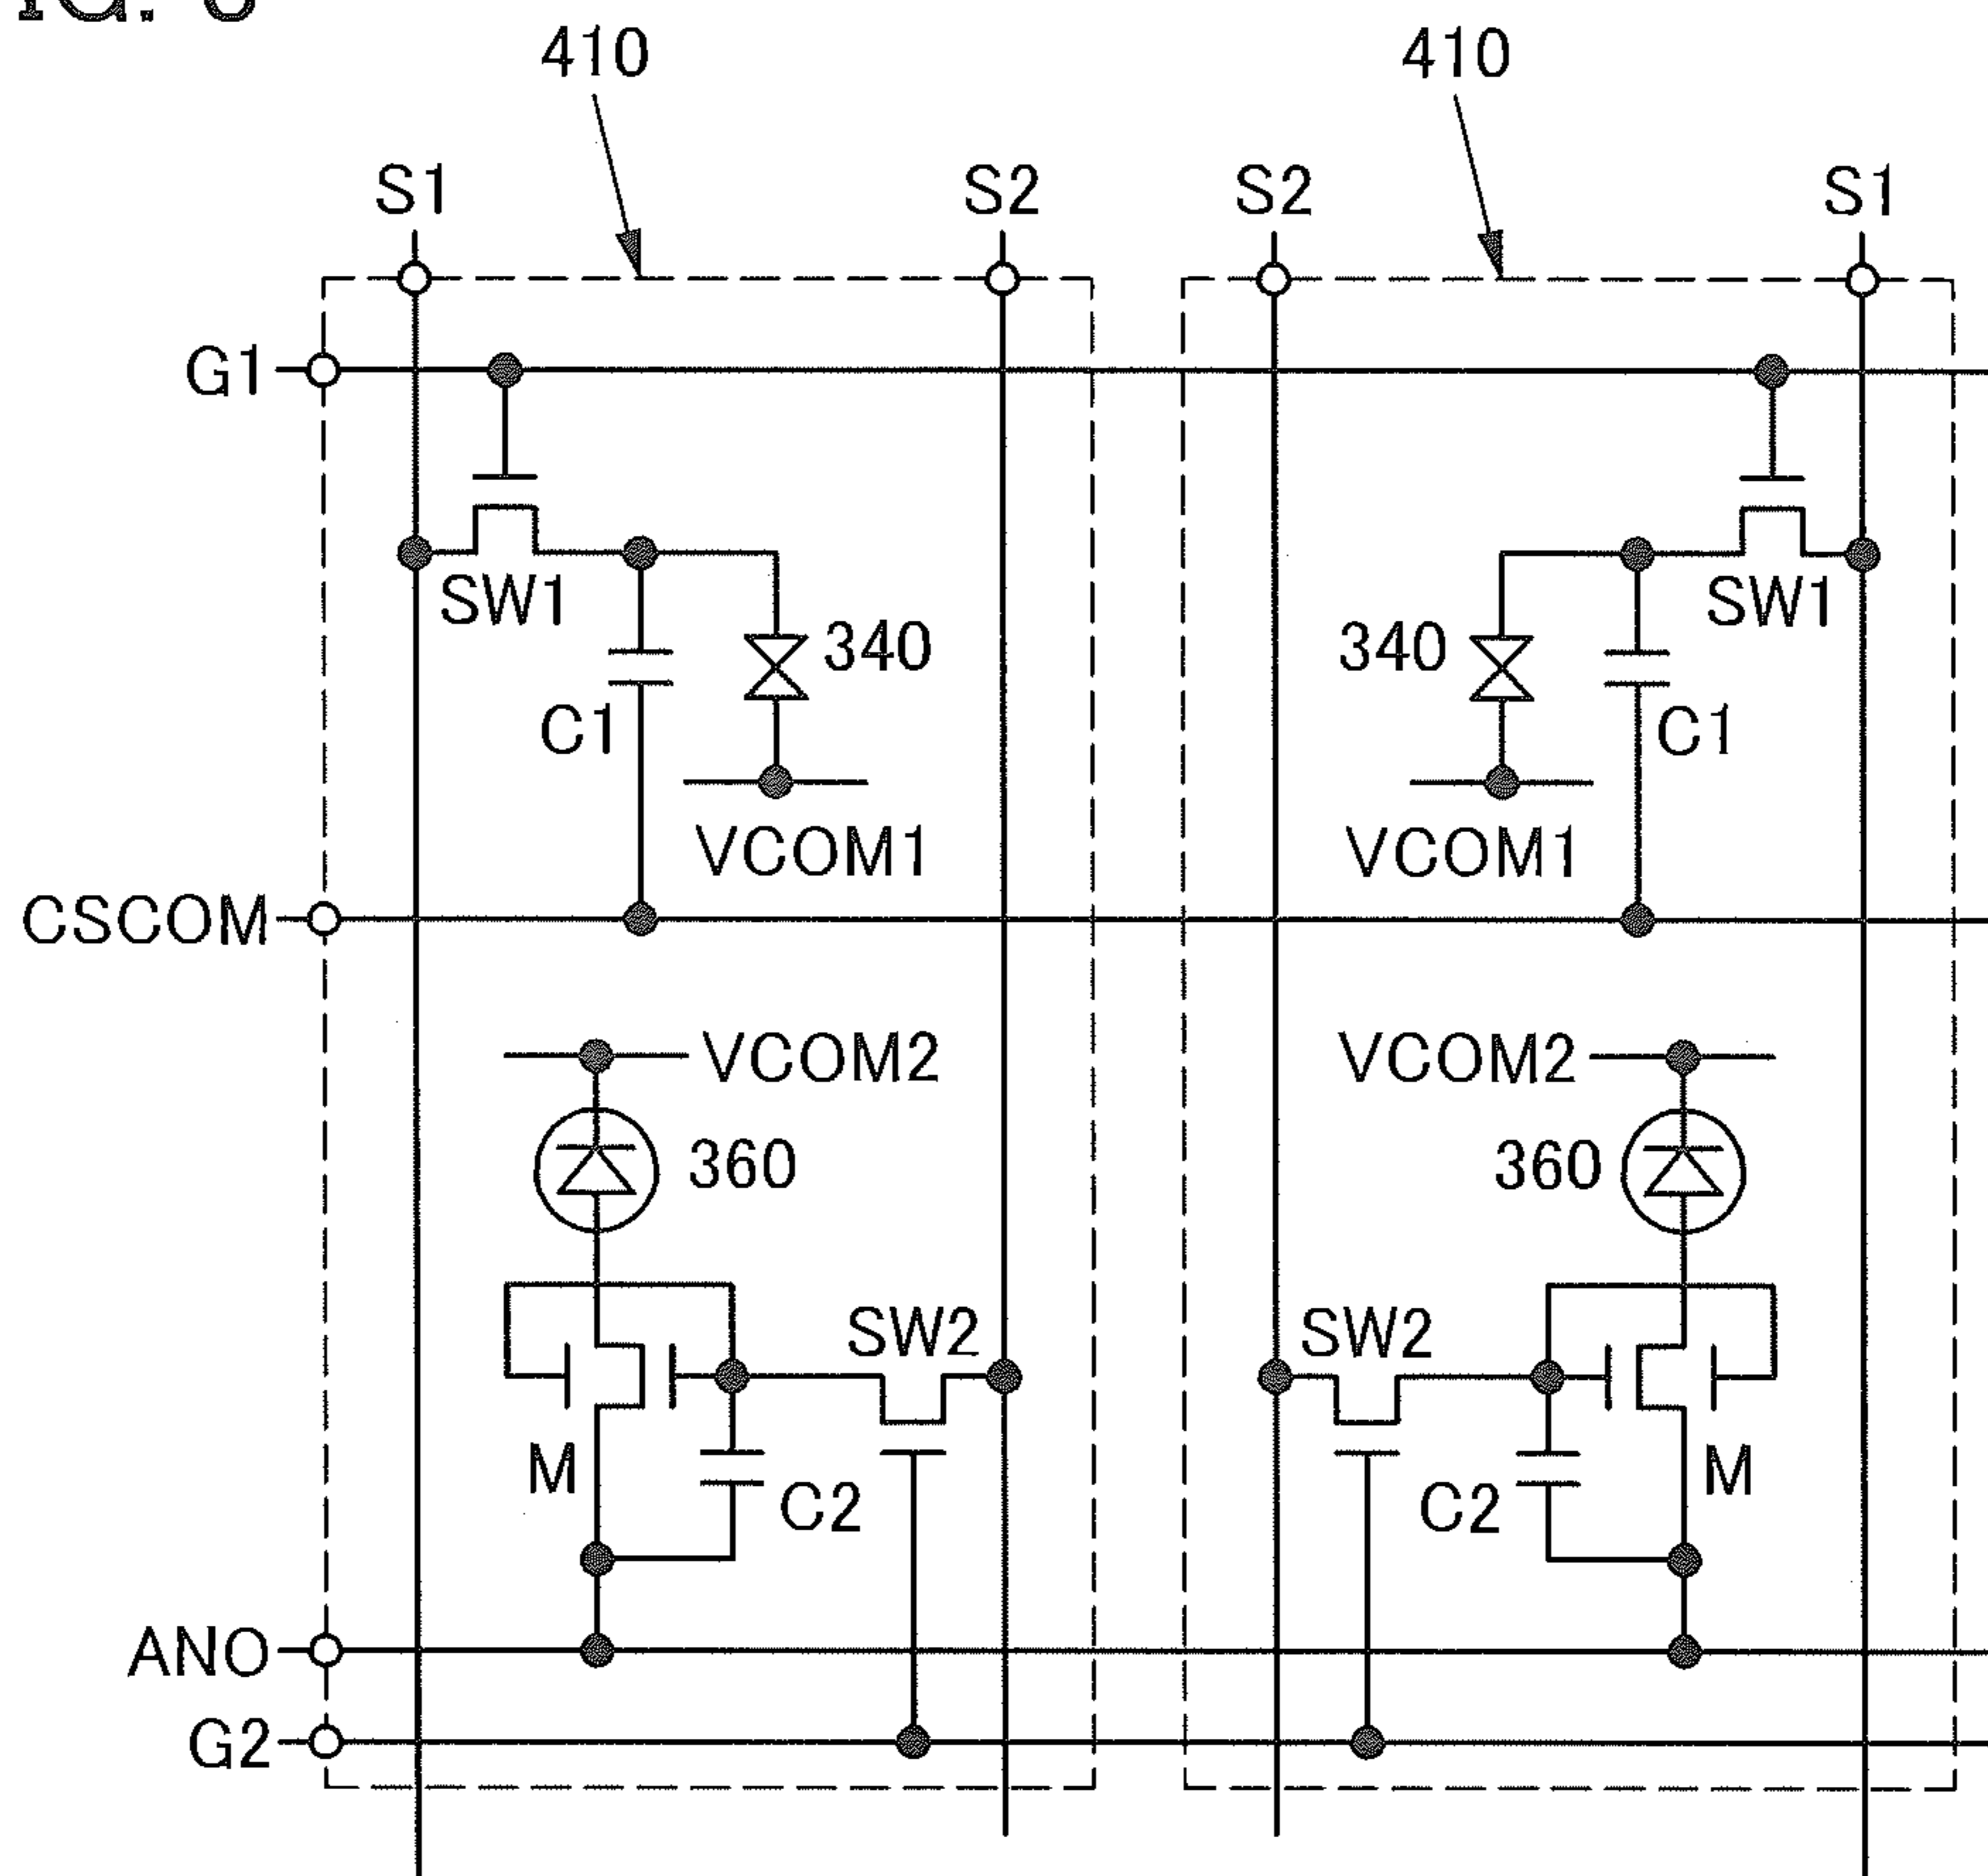 410 410
S1 S2 S2 S1
G1
SW1 SW1
340 340
C1 C1
VCOM1 VCOM1
CSCOM
VCOM2 VCOM2
360 360
SW2 SW2
M M
C2 C2
ANO
G2